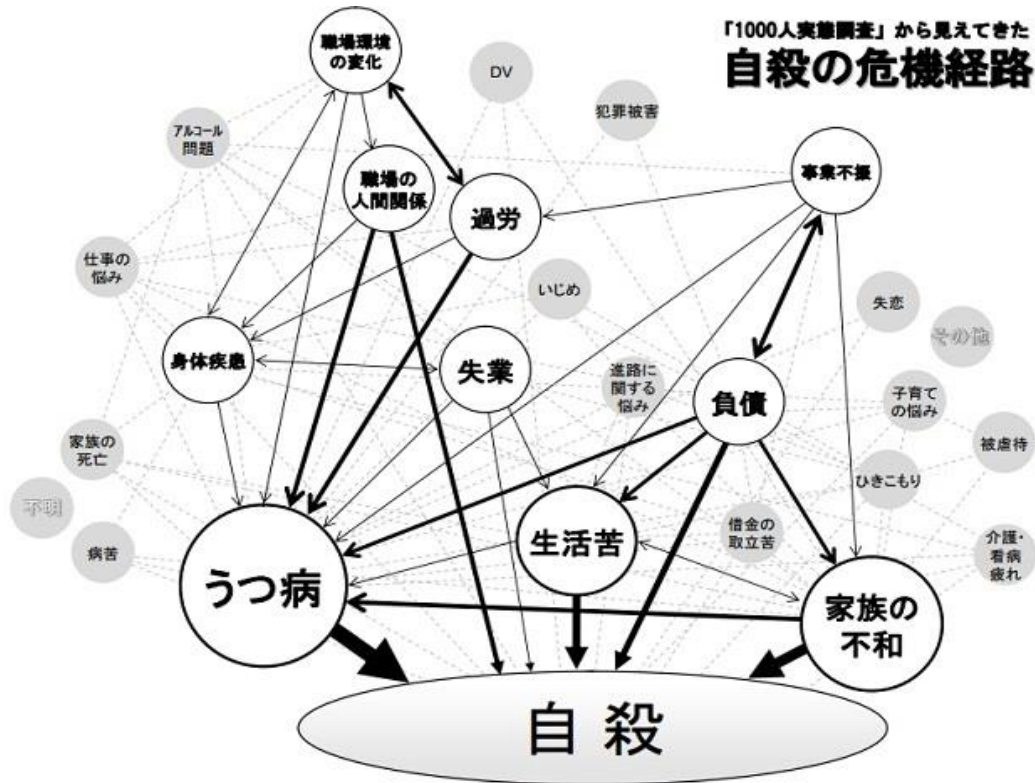 「1000人実態調査」から見えてきた
自殺の危機経路
職場環境
の変化
DV
犯罪被害
アルコール
問題
職場の
人間関係
過労
事業不振
仕事の
悩み
いじめ
失恋
その他
身体疾患
失業
進路に
関する
悩み
負債
子育て
の悩み
家族の
死亡
被虐待
ひきこもり
不明
病苦
生活苦
借金の
取立苦
介護・
看病
疲れ
うつ病
家族の
不和
自殺